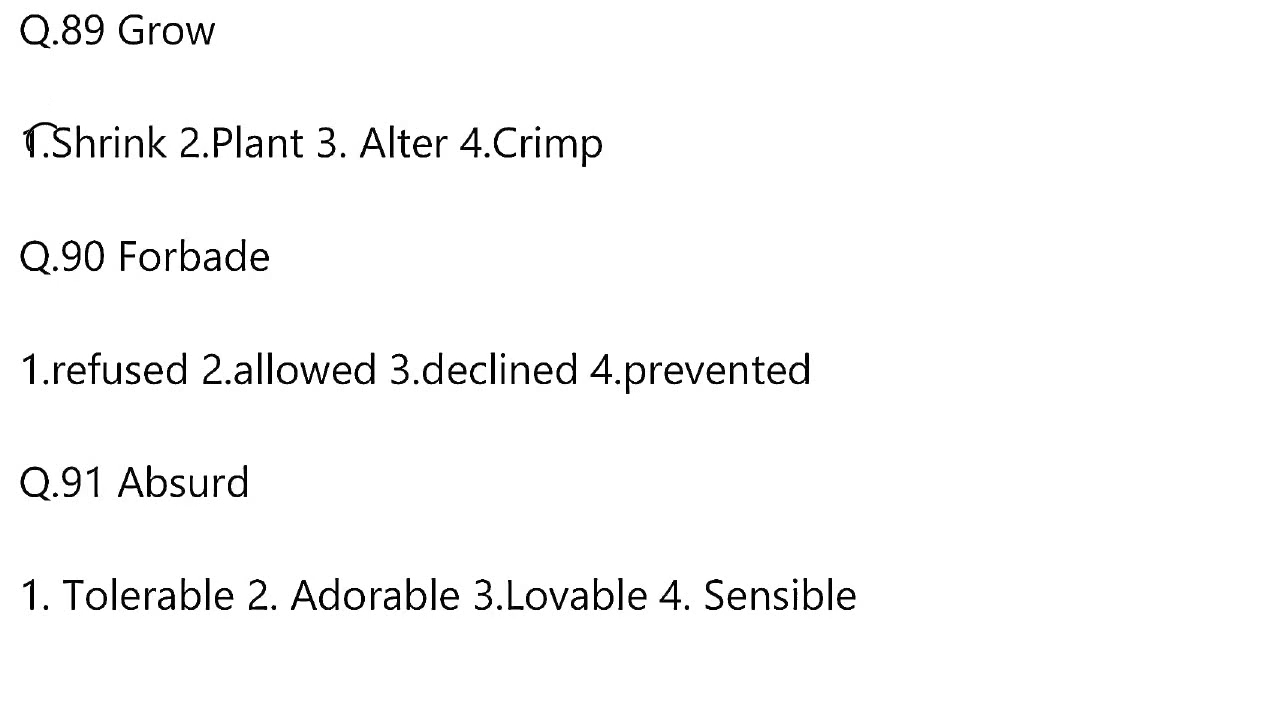 Q.89 Grow
1.Shrink 2.Plant 3. Alter 4.Crimp
Q.90 Forbade
1.refused 2.allowed 3.declined 4.prevented
Q.91 Absurd
1. Tolerable 2. Adorable 3.Lovable 4. Sensible